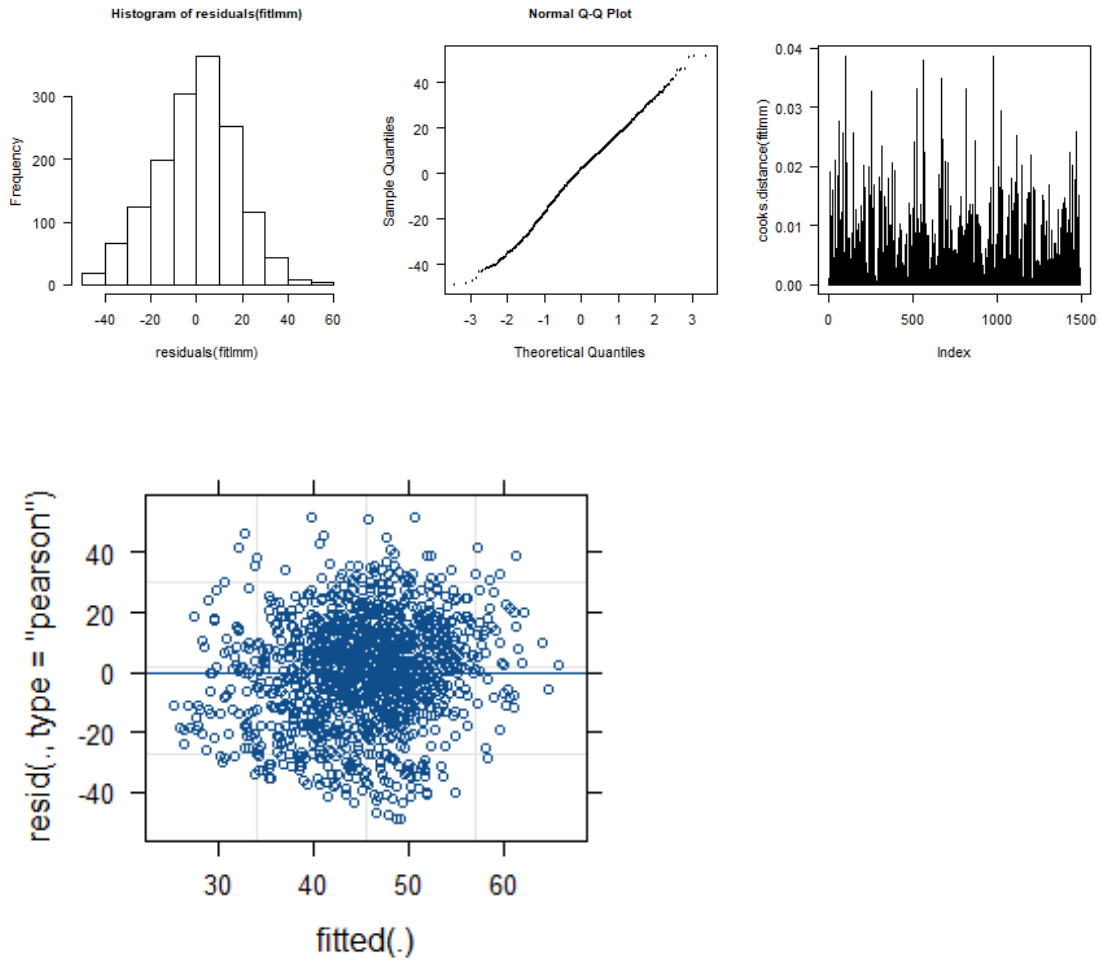 Histogram of residuals(fitlmm)
Frequency
300
200
100
0
-40 -20 0 20 40 60
residuals(fitlmm)
Normal Q-Q Plot
Sample Quantiles
40
20
0
-20
-40
-3 -2 -1 0 1 2 3
Theoretical Quantiles
cooks.distance(fitlmm)
0.04
0.03
0.02
0.01
0.00
0 500 1000 1500
Index
resid(., type = "pearson")
40
20
0
-20
-40
30 40 50 60
fitted(.)